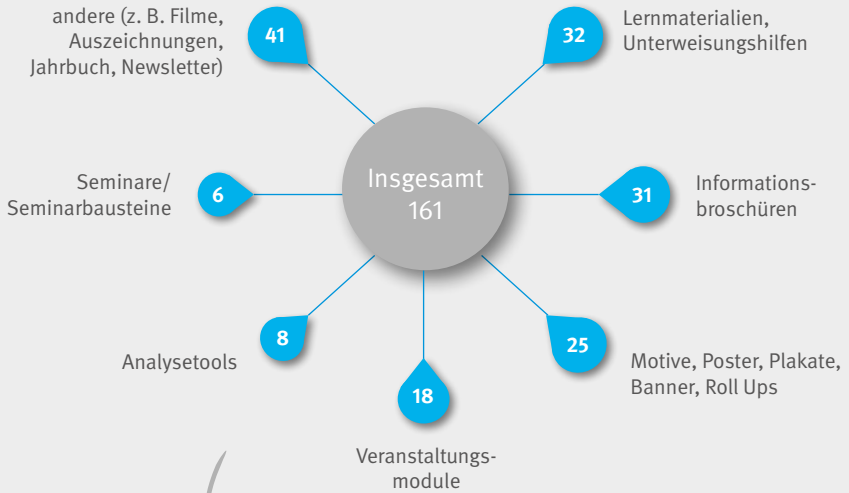 andere (z. B. Filme,
Auszeichnungen,
Jahrbuch, Newsletter)
41
32
Lernmaterialien,
Unterweisungshilfen
Seminare/
Seminarbausteine
6
Insgesamt
161
31
Informations-
broschüren
Analysetools
8
25
Motive, Poster, Plakate,
Banner, Roll Ups
18
Veranstaltungs-
module